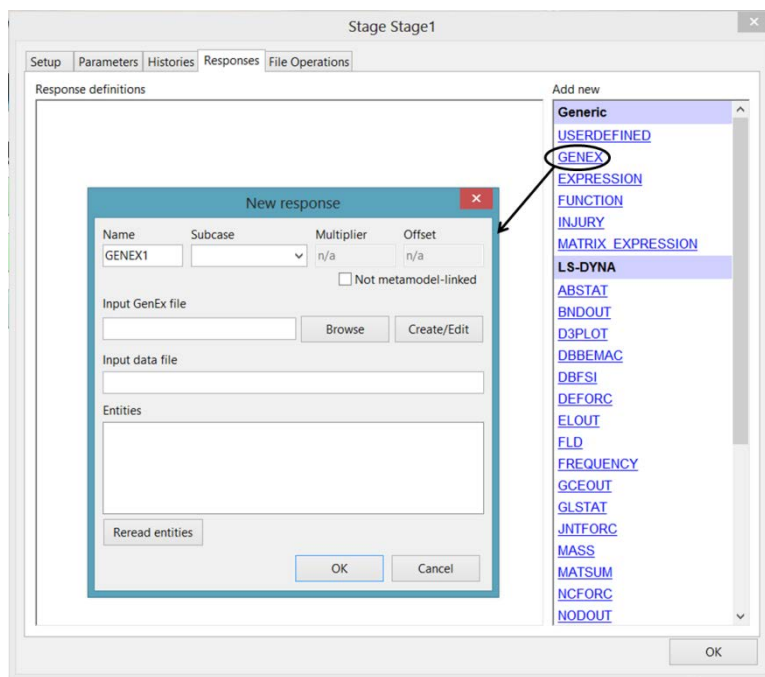 Stage Stage1
Setup Parameters Histories Responses File Operations
Response definitions
Add new
Generic
USERDEFINED
GENEX
EXPRESSION
FUNCTION
INJURY
MATRIX_EXPRESSION
LS-DYNA
ABSTAT
BNDOUT
D3PLOT
DBBEMAC
DBFSI
DEFORC
ELOUT
FLD
FREQUENCY
GCEOUT
GLSTAT
JNTFORC
MASS
MATSUM
NCFORC
NODOUT
New response
Name Subcase Multiplier Offset
GENEX1 n/a n/a
Not metamodel-linked
Input GenEx file
Browse Create/Edit
Input data file
Entities
Reread entities
OK Cancel
OK